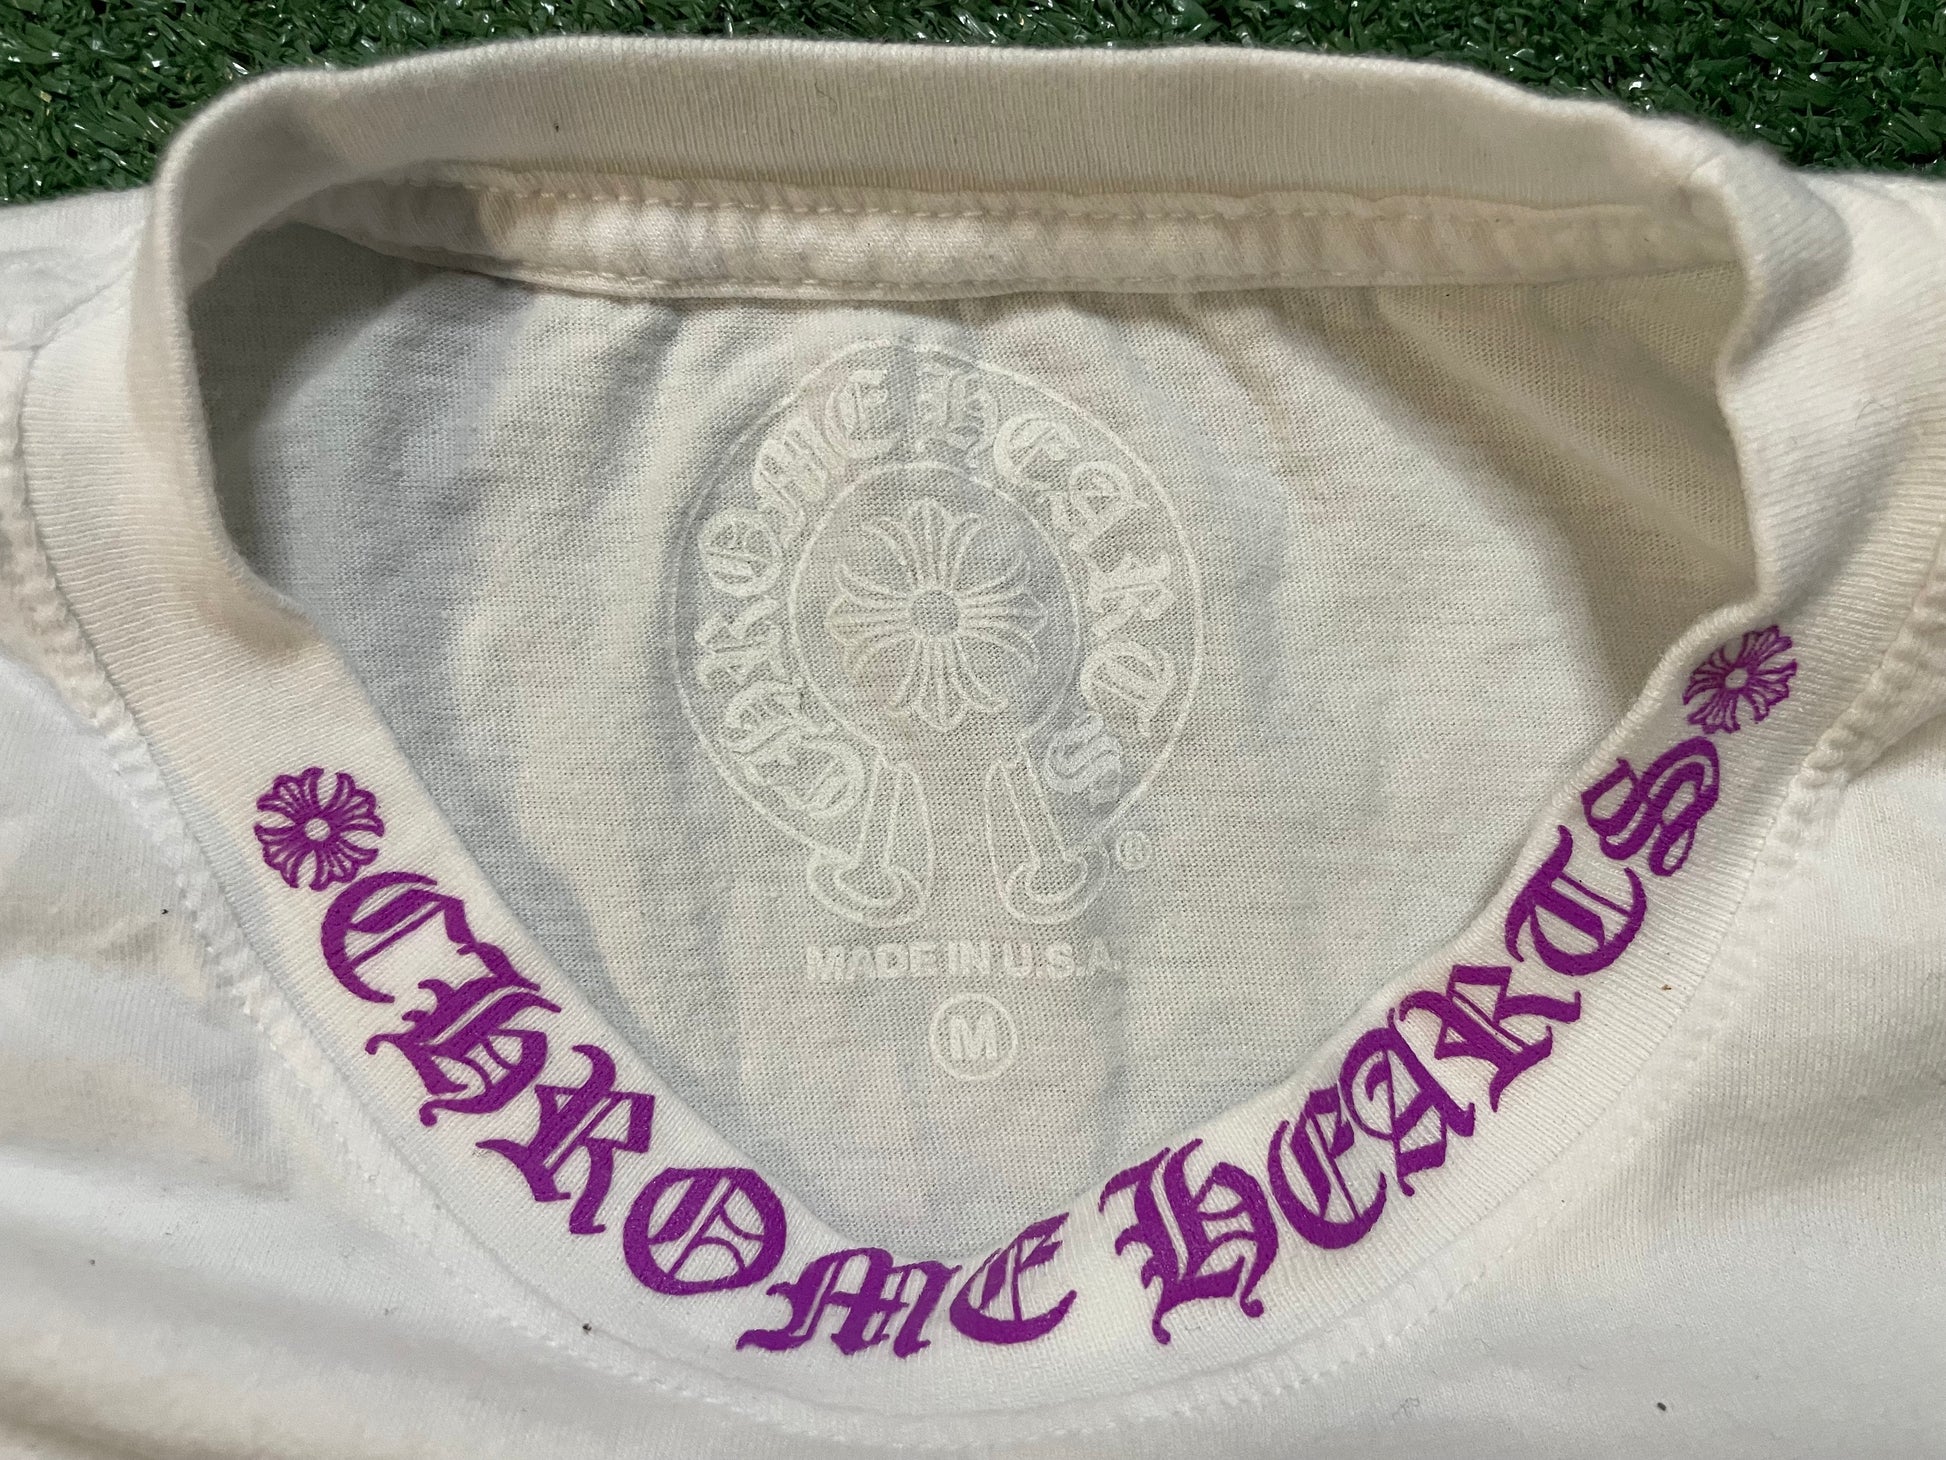 CHROME HEARTS
®
MADE IN U.S.A.
M
CHROME HEARTS